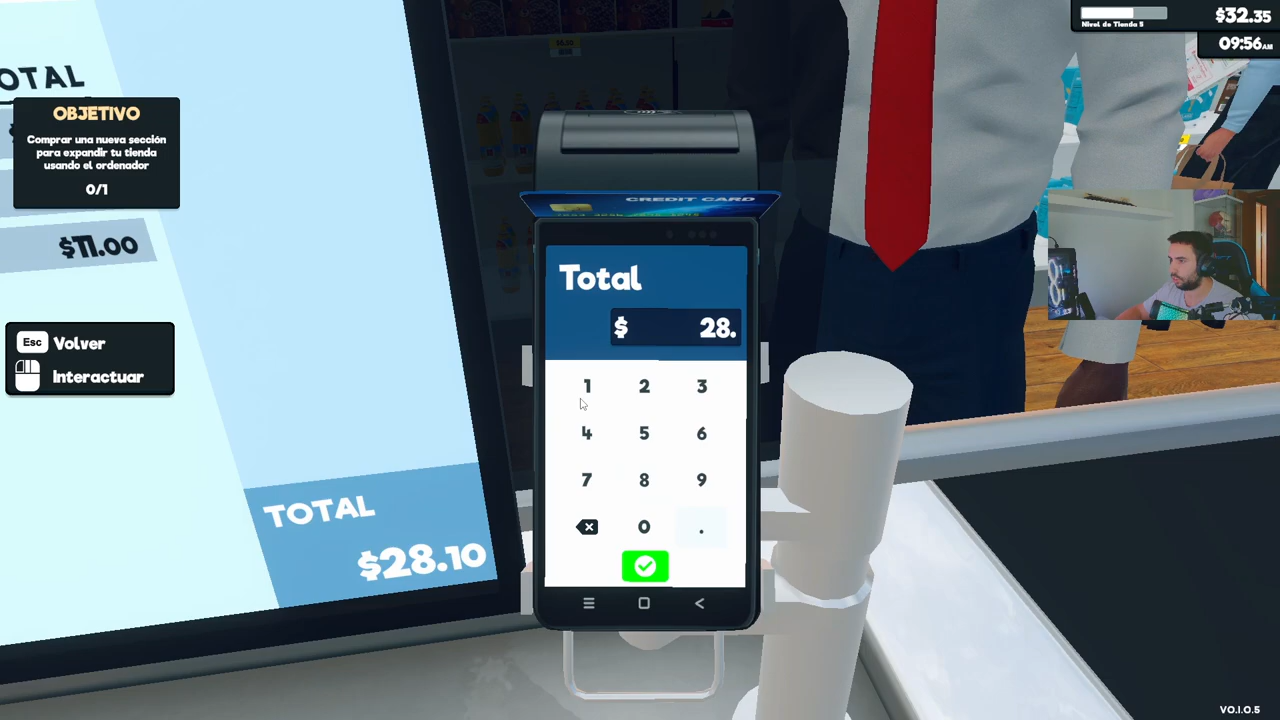 $32.35
Nivel de Tienda 5
09:56AM
OTAL
OBJETIVO
Comprar una nueva sección
para expandir tu tienda
usando el ordenador
0/1
$11.00
Esc Volver
Interactuar
CREDIT CARD
Total
$ 28.
1 2 3
4 5 6
7 8 9
0 .
TOTAL
$28.10
V0.1.0.5